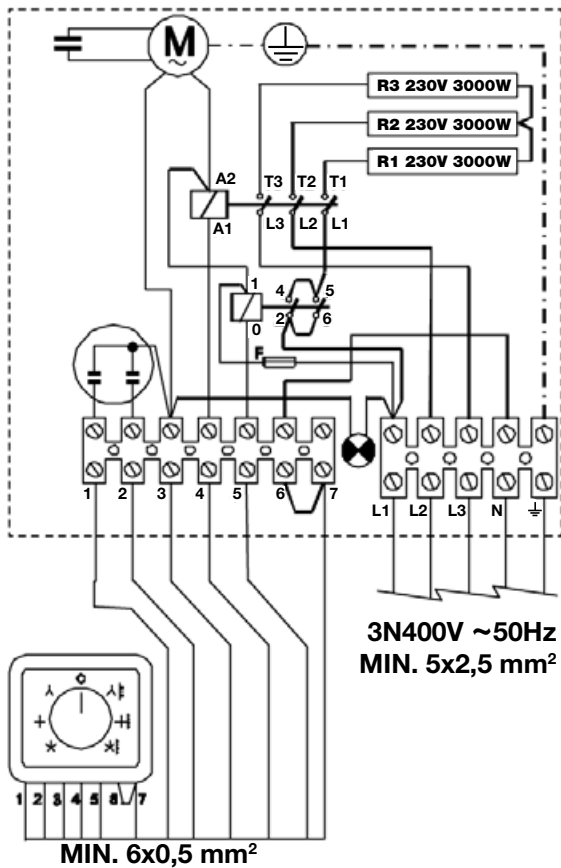 M
~
R3 230V 3000W
R2 230V 3000W
R1 230V 3000W
A2 T3 T2 T1
A1 L3 L2 L1
1 4 5
0 2 6
F
1 2 3 4 5 6 7
L1 L2 L3 N
3N400V ~50Hz
MIN. 5x2,5 mm²
1 2 3 4 5 6 7
MIN. 6x0,5 mm²